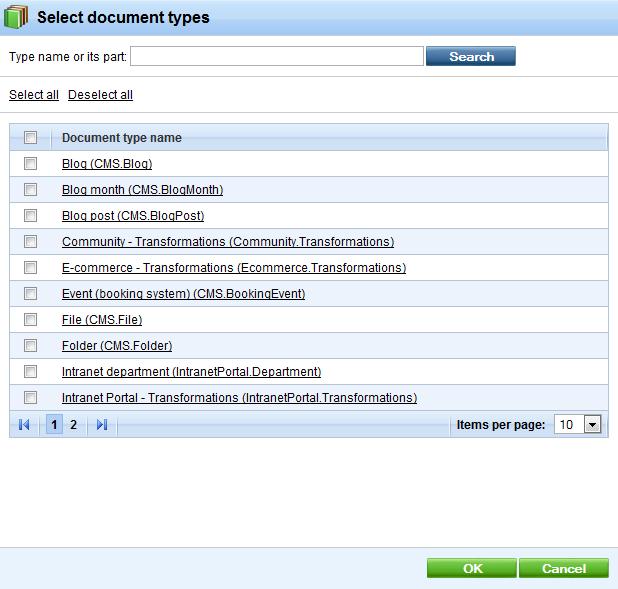 Select document types
Type name or its part: Search
Select all Deselect all
Document type name
Blog (CMS.Blog)
Blog month (CMS.BlogMonth)
Blog post (CMS.BlogPost)
Community - Transformations (Community.Transformations)
E-commerce - Transformations (Ecommerce.Transformations)
Event (booking system) (CMS.BookingEvent)
File (CMS.File)
Folder (CMS.Folder)
Intranet department (IntranetPortal.Department)
Intranet Portal - Transformations (IntranetPortal.Transformations)
1 2 Items per page: 10
OK Cancel